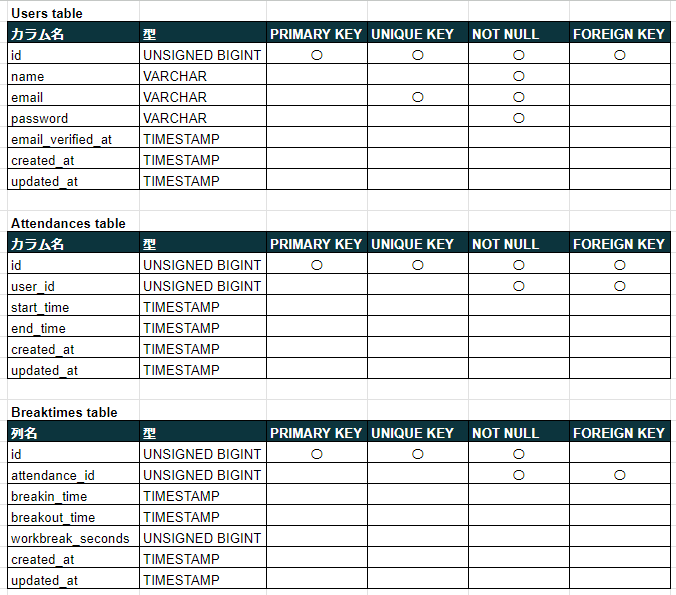 Users table
カラム名 型 PRIMARY KEY UNIQUE KEY NOT NULL FOREIGN KEY
id UNSIGNED BIGINT 〇 〇 〇 〇
name VARCHAR 〇
email VARCHAR 〇 〇
password VARCHAR 〇
email_verified_at TIMESTAMP
created_at TIMESTAMP
updated_at TIMESTAMP
Attendances table
カラム名 型 PRIMARY KEY UNIQUE KEY NOT NULL FOREIGN KEY
id UNSIGNED BIGINT 〇 〇 〇 〇
user_id UNSIGNED BIGINT 〇 〇
start_time TIMESTAMP
end_time TIMESTAMP
created_at TIMESTAMP
updated_at TIMESTAMP
Breaktimes table
列名 型 PRIMARY KEY UNIQUE KEY NOT NULL FOREIGN KEY
id UNSIGNED BIGINT 〇 〇 〇
attendance_id UNSIGNED BIGINT 〇 〇
breakin_time TIMESTAMP
breakout_time TIMESTAMP
workbreak_seconds UNSIGNED BIGINT
created_at TIMESTAMP
updated_at TIMESTAMP